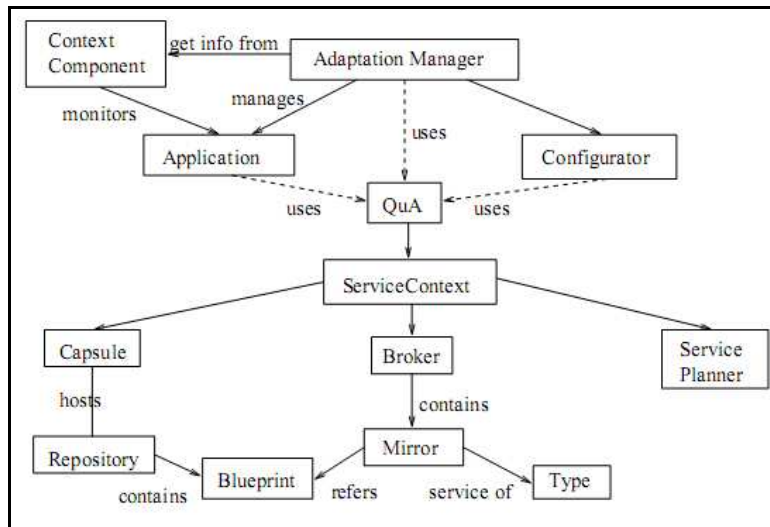 Context
Component
get info from
Adaptation Manager
monitors
manages
uses
Application
Configurator
uses
QuA
uses
ServiceContext
Capsule
Broker
Service
Planner
hosts
contains
Repository
Mirror
contains
Blueprint
refers
service of
Type